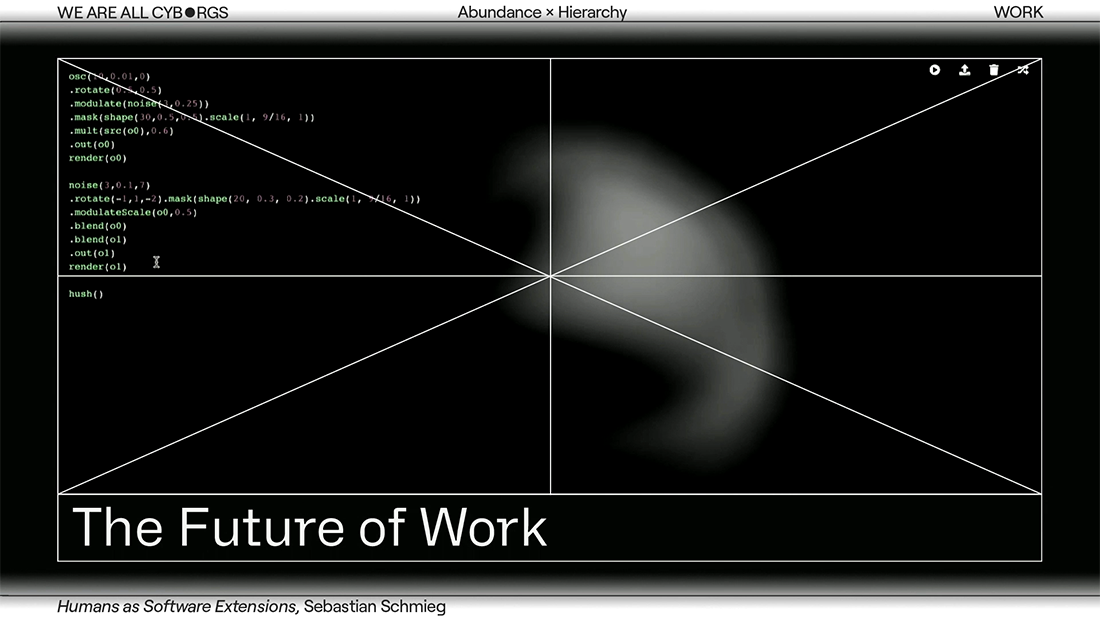 WE ARE ALL CYB●RGS
Abundance × Hierarchy
WORK
osc(10,0.01,0)
.rotate(0.5,0.5)
.modulate(noise(3,0.25))
.mask(shape(30,0.5,0.5).scale(1, 9/16, 1))
.mult(src(o0),0.6)
.out(o0)
render(o0)
noise(3,0.1,7)
.rotate(-1,1,-2).mask(shape(20, 0.3, 0.2).scale(1, 9/16, 1))
.modulateScale(o0,0.5)
.blend(o0)
.blend(o1)
.out(o1)
render(o1)
hush()
The Future of Work
Humans as Software Extensions, Sebastian Schmieg